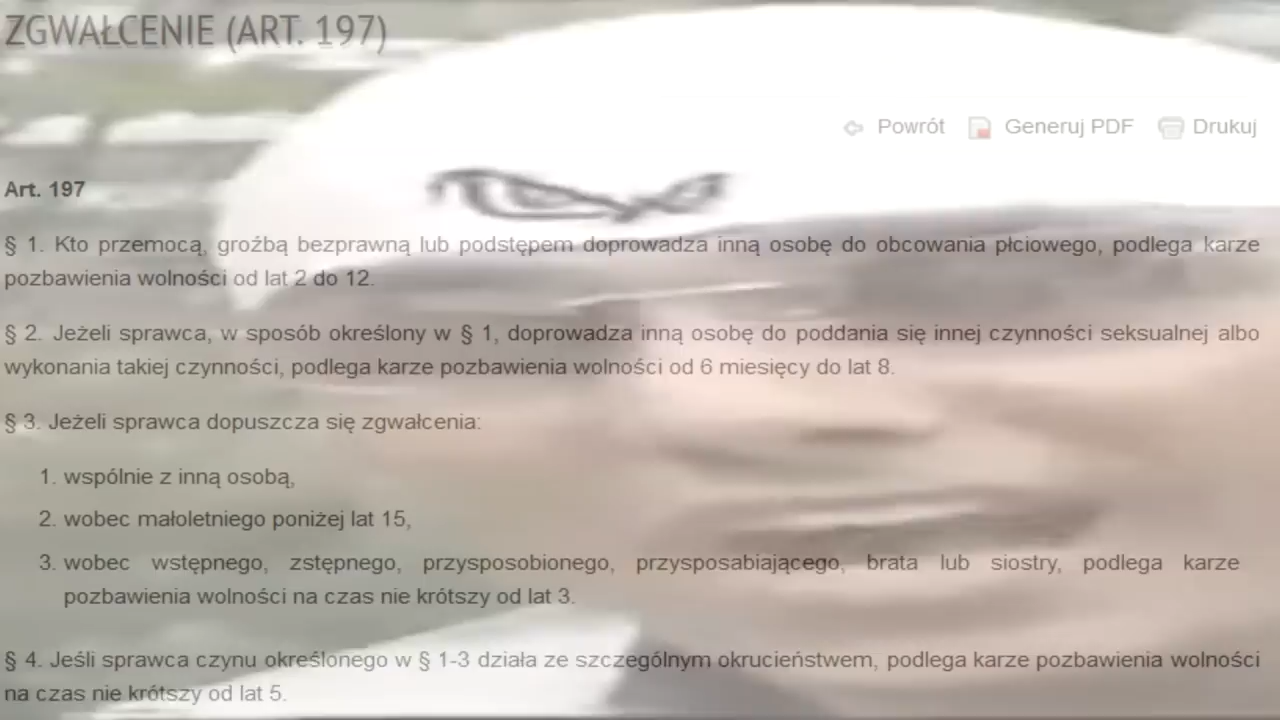 ZGWAŁCENIE (ART. 197)
Powrót Generuj PDF Drukuj
Art. 197
§ 1. Kto przemocą, groźbą bezprawną lub podstępem doprowadza inną osobę do obcowania płciowego, podlega karze
pozbawienia wolności od lat 2 do 12.
§ 2. Jeżeli sprawca, w sposób określony w § 1, doprowadza inną osobę do poddania się innej czynności seksualnej albo
wykonania takiej czynności, podlega karze pozbawienia wolności od 6 miesięcy do lat 8.
§ 3. Jeżeli sprawca dopuszcza się zgwałcenia:
1. wspólnie z inną osobą,
2. wobec małoletniego poniżej lat 15,
3. wobec wstępnego, zstępnego, przysposobionego, przysposabiającego, brata lub siostry, podlega karze
pozbawienia wolności na czas nie krótszy od lat 3.
§ 4. Jeśli sprawca czynu określonego w § 1-3 działa ze szczególnym okrucieństwem, podlega karze pozbawienia wolności
na czas nie krótszy od lat 5.